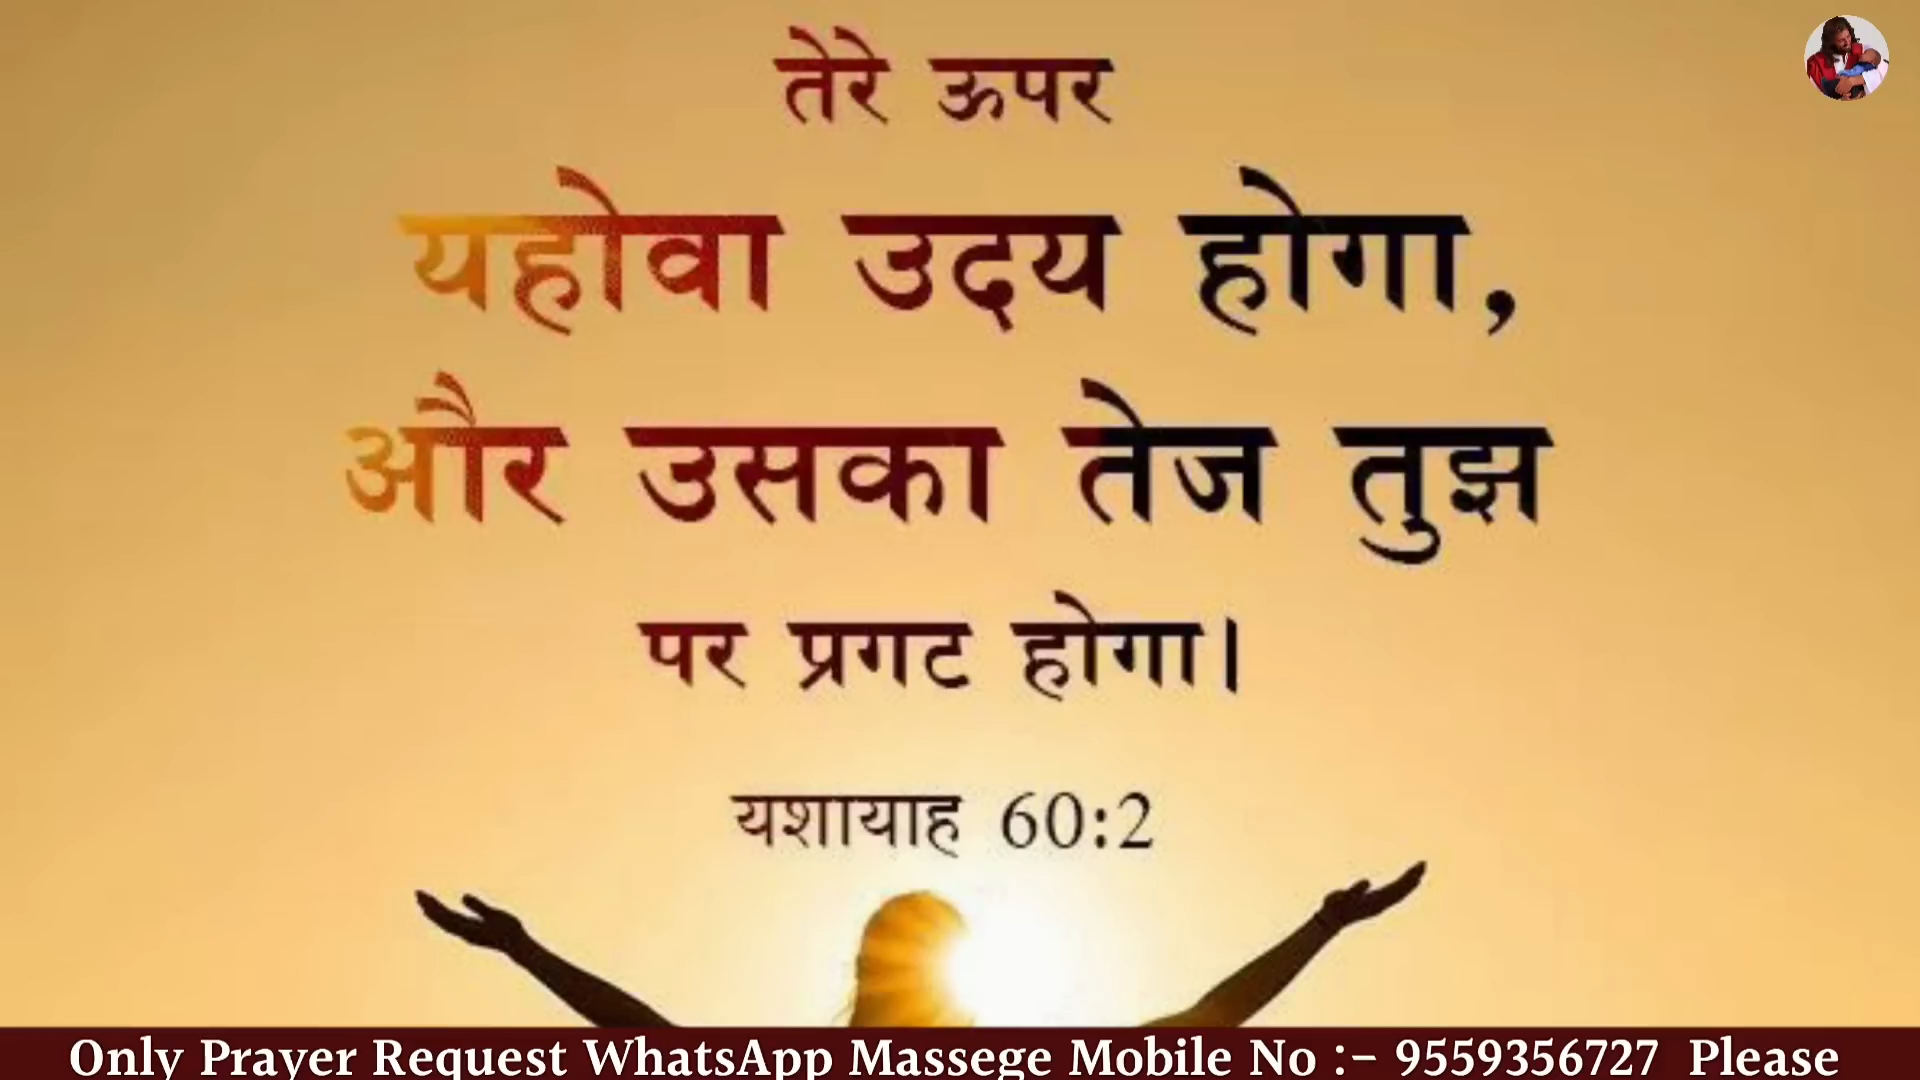 तेरे ऊपर
यहोवा उदय होगा,
और उसका तेज तुझ
पर प्रगट होगा।
यशायाह 60:2
Only Prayer Request WhatsApp Massege Mobile No :- 9559356727 Please